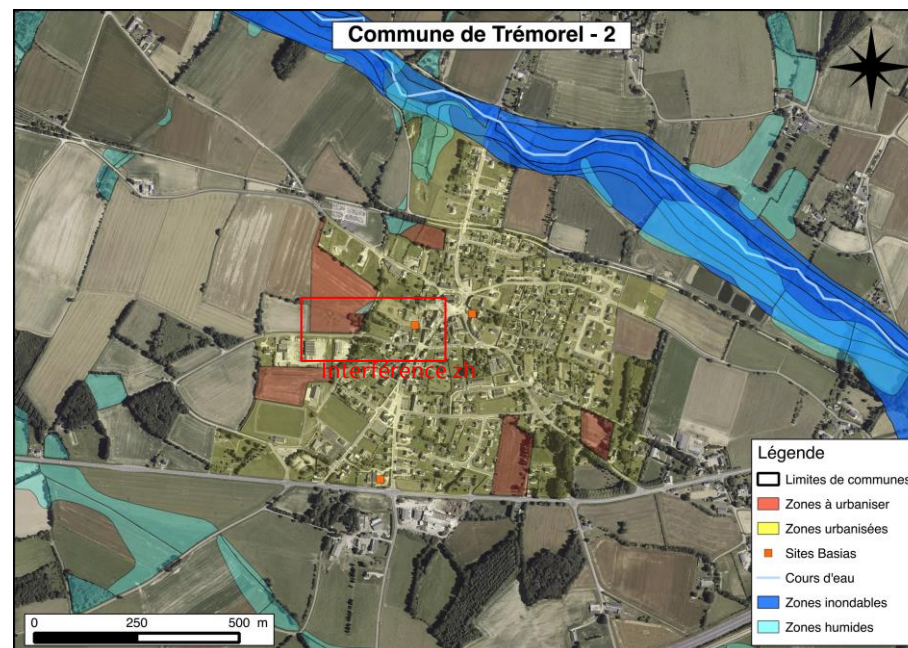 Commune de Trémorel - 2
Interférence zh
Légende
Limites de communes
Zones à urbaniser
Zones urbanisées
Sites Basias
Cours d'eau
Zones inondables
Zones humides
0 250 500 m